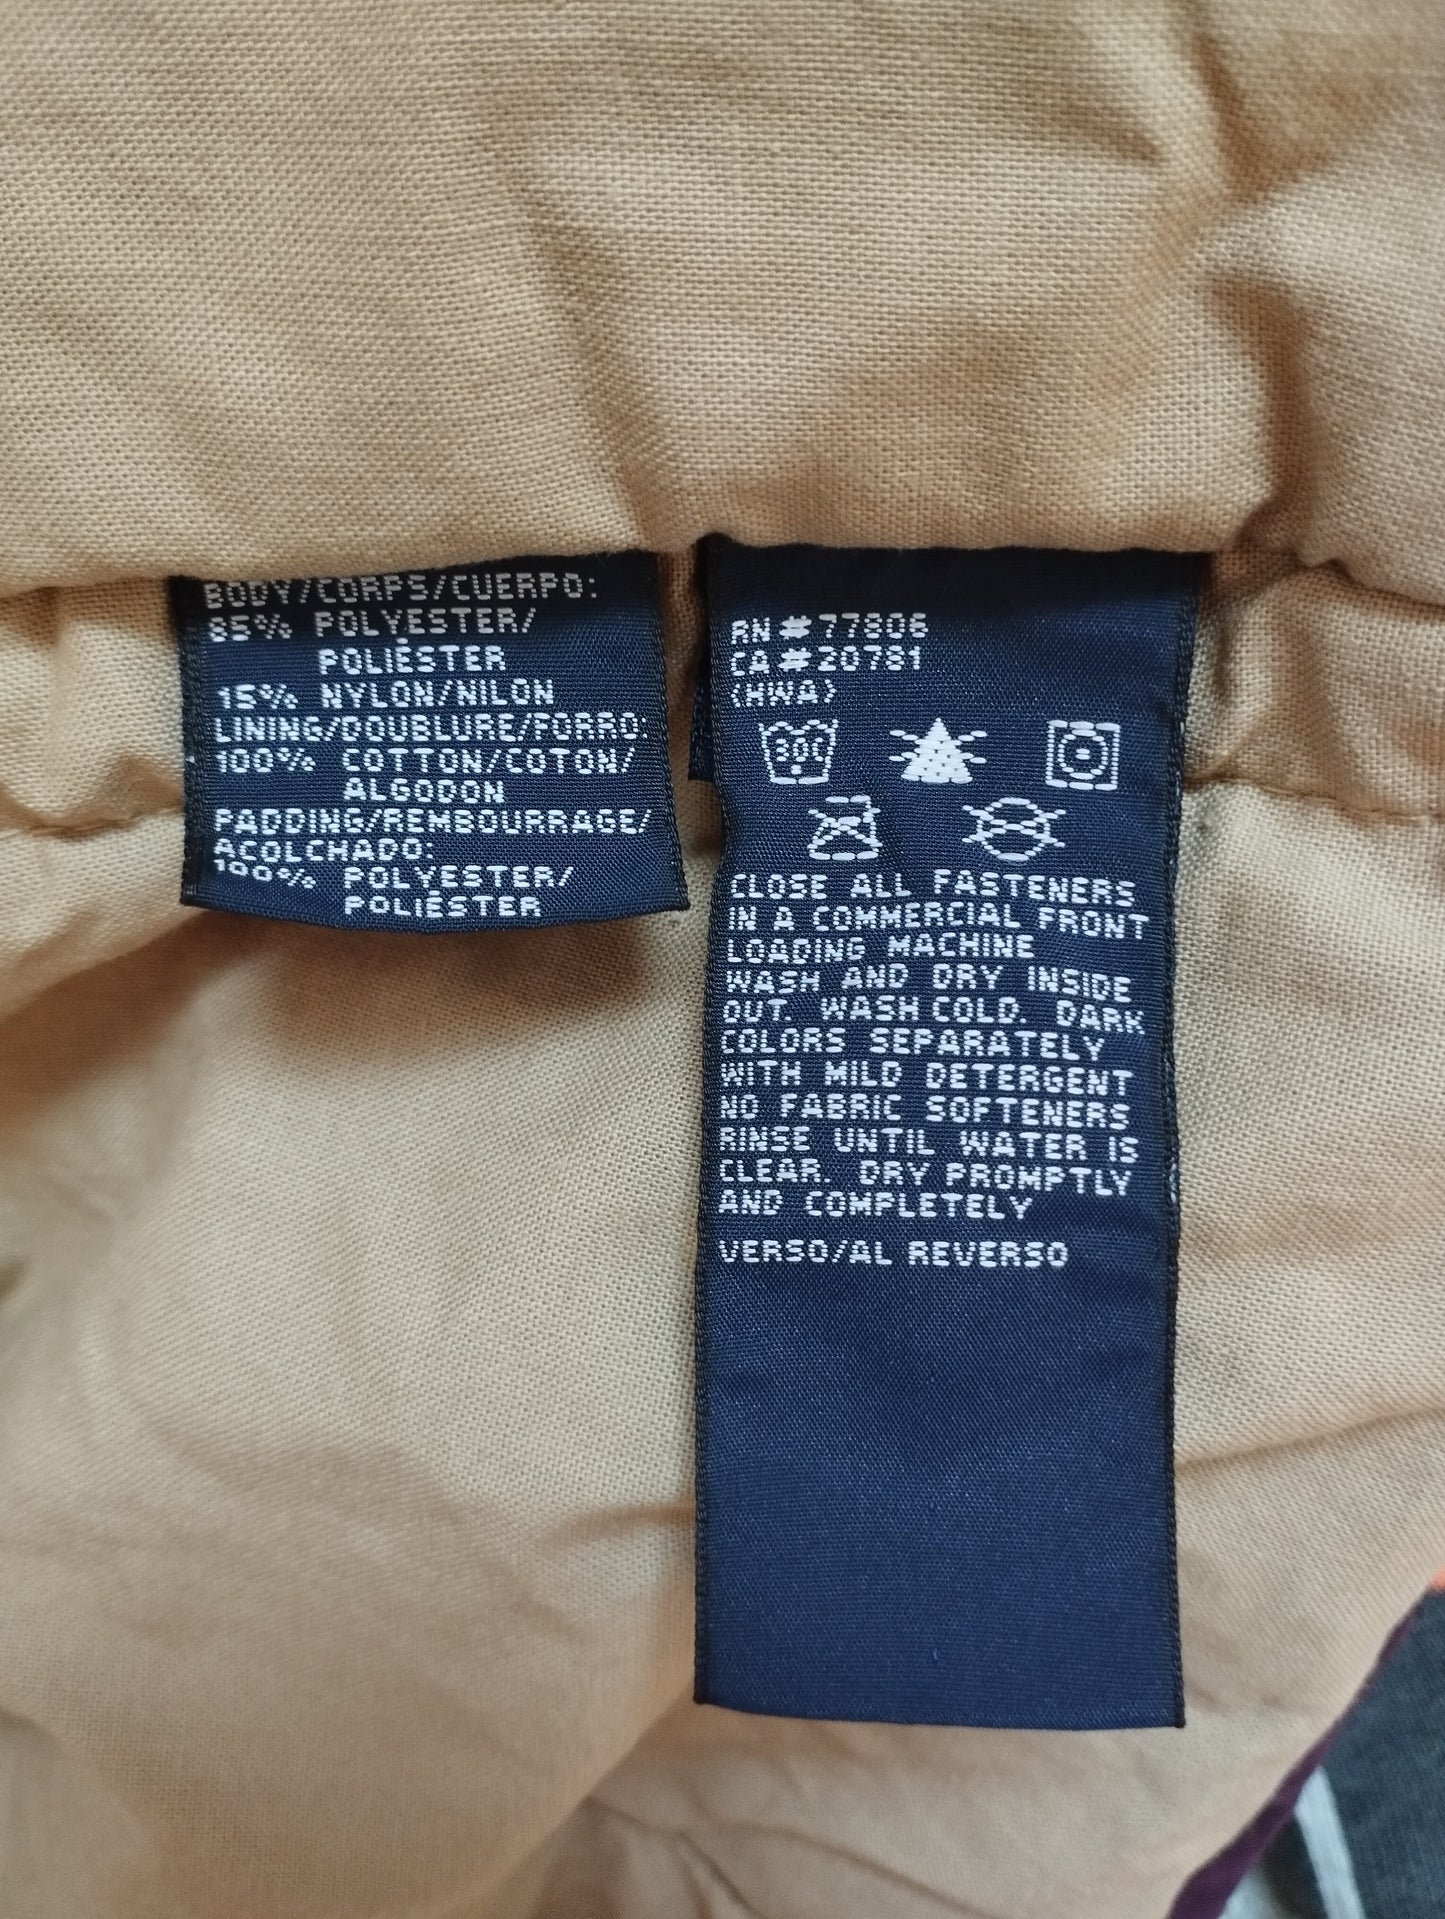 BODY/CORPS/CUERPO:
85% POLYESTER/
POLIÉSTER
15% NYLON/NILON
LINING/DOUBLURE/FORRO:
100% COTTON/COTON/
ALGODON
PADDING/REMBOURRAGE/
ACOLCHADO:
100% POLYESTER/
POLIÉSTER
RN #77806
CA #20781
(HWA)
30C
CLOSE ALL FASTENERS
IN A COMMERCIAL FRONT
LOADING MACHINE
WASH AND DRY INSIDE
OUT. WASH COLD. DARK
COLORS SEPARATELY
WITH MILD DETERGENT
NO FABRIC SOFTENERS
RINSE UNTIL WATER IS
CLEAR. DRY PROMPTLY
AND COMPLETELY
VERSO/AL REVERSO